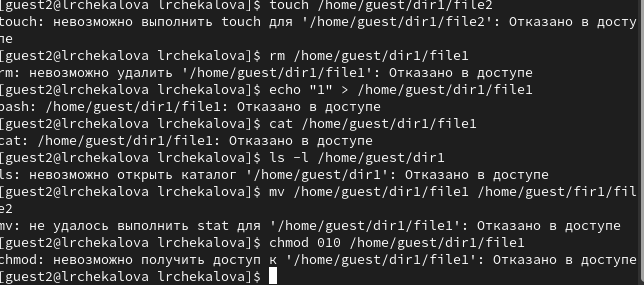 [guest2@lrchekalova lrchekalova]$ touch /home/guest/dir1/file2
touch: невозможно выполнить touch для '/home/guest/dir1/file2': Отказано в досту
пе
[guest2@lrchekalova lrchekalova]$ rm /home/guest/dir1/file1
rm: невозможно удалить '/home/guest/dir1/file1': Отказано в доступе
[guest2@lrchekalova lrchekalova]$ echo "1" > /home/guest/dir1/file1
bash: /home/guest/dir1/file1: Отказано в доступе
[guest2@lrchekalova lrchekalova]$ cat /home/guest/dir1/file1
cat: /home/guest/dir1/file1: Отказано в доступе
[guest2@lrchekalova lrchekalova]$ ls -l /home/guest/dir1
ls: невозможно открыть каталог '/home/guest/dir1': Отказано в доступе
[guest2@lrchekalova lrchekalova]$ mv /home/guest/dir1/file1 /home/guest/fir1/fil
e2
mv: не удалось выполнить stat для '/home/guest/dir1/file1': Отказано в доступе
[guest2@lrchekalova lrchekalova]$ chmod 010 /home/guest/dir1/file1
chmod: невозможно получить доступ к '/home/guest/dir1/file1': Отказано в доступе
[guest2@lrchekalova lrchekalova]$